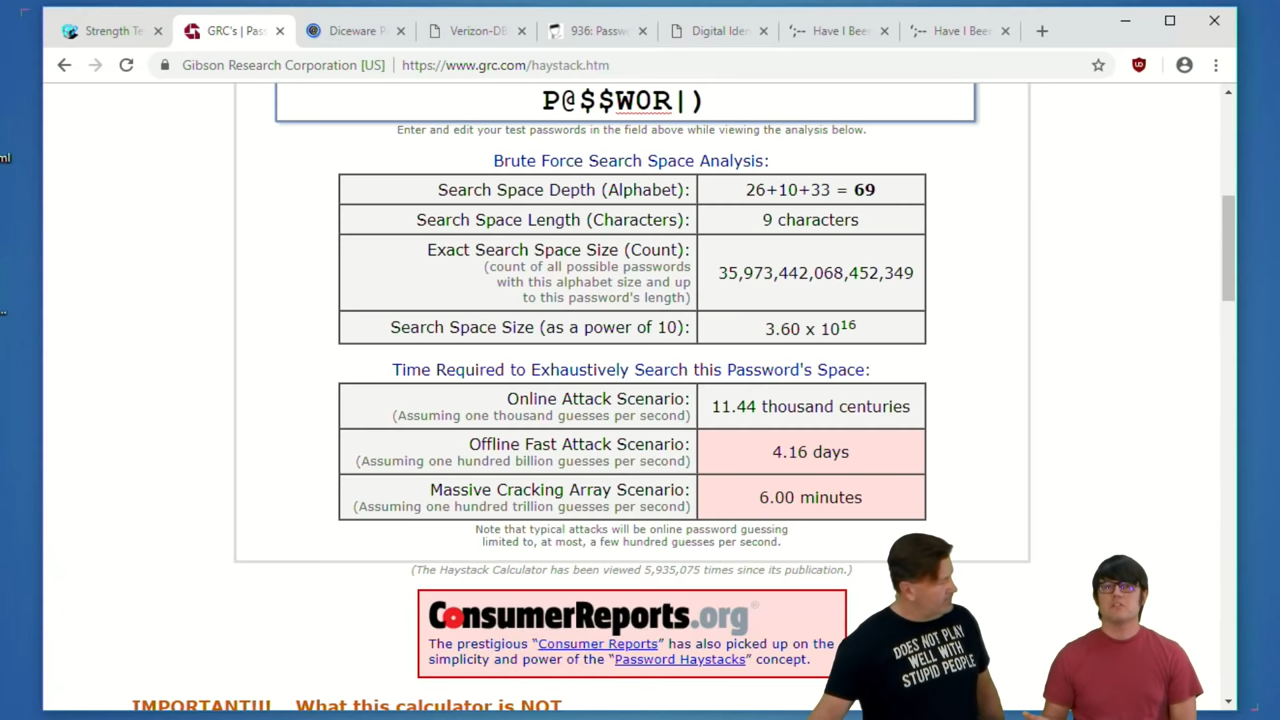 Strength Te
GRC's | Pass
Diceware P
Verizon-DB
936: Passw
Digital Iden
Have I Bee
Have I Bee
Gibson Research Corporation [US] | https://www.grc.com/haystack.htm
P@$$WOR|)
Enter and edit your test passwords in the field above while viewing the analysis below.
Brute Force Search Space Analysis:
Search Space Depth (Alphabet): 26+10+33 = 69
Search Space Length (Characters): 9 characters
Exact Search Space Size (Count):
(count of all possible passwords
with this alphabet size and up
to this password's length)
35,973,442,068,452,349
Search Space Size (as a power of 10): 3.60 x 10^16
Time Required to Exhaustively Search this Password's Space:
Online Attack Scenario:
(Assuming one thousand guesses per second)
11.44 thousand centuries
Offline Fast Attack Scenario:
(Assuming one hundred billion guesses per second)
4.16 days
Massive Cracking Array Scenario:
(Assuming one hundred trillion guesses per second)
6.00 minutes
Note that typical attacks will be online password guessing
limited to, at most, a few hundred guesses per second.
(The Haystack Calculator has been viewed 5,935,075 times since its publication.)
ConsumerReports.org®
The prestigious “Consumer Reports” has also picked up on the
simplicity and power of the “Password Haystacks” concept.
IMPORTANT!!! What this calculator is NOT
DOES NOT PLAY
WELL WITH
STUPID PEOPLE
ml